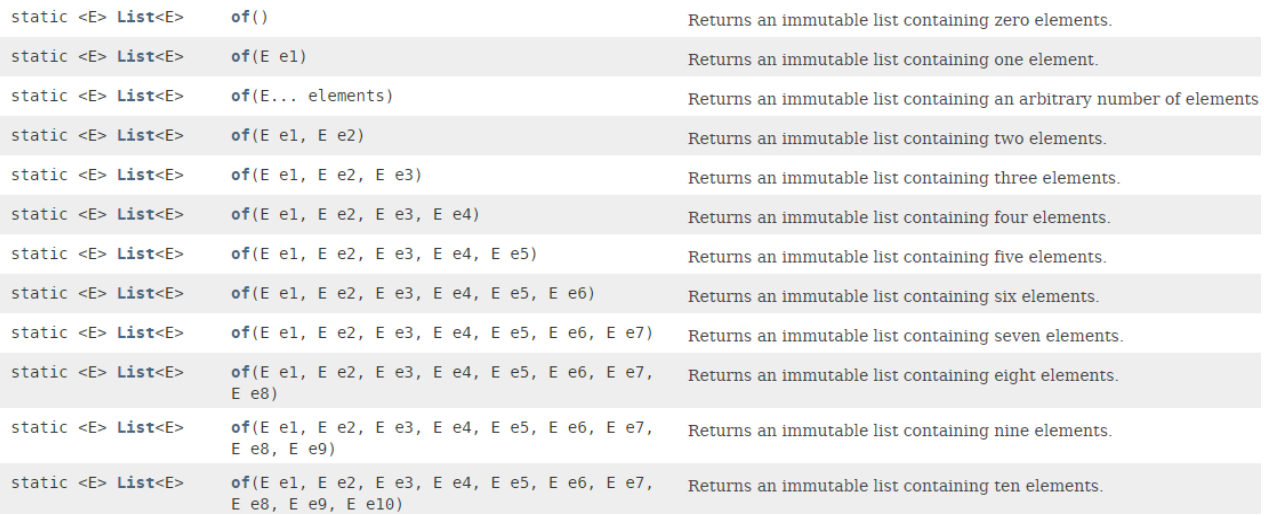 static <E> List<E> of() Returns an immutable list containing zero elements.
static <E> List<E> of(E e1) Returns an immutable list containing one element.
static <E> List<E> of(E... elements) Returns an immutable list containing an arbitrary number of elements
static <E> List<E> of(E e1, E e2) Returns an immutable list containing two elements.
static <E> List<E> of(E e1, E e2, E e3) Returns an immutable list containing three elements.
static <E> List<E> of(E e1, E e2, E e3, E e4) Returns an immutable list containing four elements.
static <E> List<E> of(E e1, E e2, E e3, E e4, E e5) Returns an immutable list containing five elements.
static <E> List<E> of(E e1, E e2, E e3, E e4, E e5, E e6) Returns an immutable list containing six elements.
static <E> List<E> of(E e1, E e2, E e3, E e4, E e5, E e6, E e7) Returns an immutable list containing seven elements.
static <E> List<E> of(E e1, E e2, E e3, E e4, E e5, E e6, E e7, Returns an immutable list containing eight elements.
E e8)
static <E> List<E> of(E e1, E e2, E e3, E e4, E e5, E e6, E e7, Returns an immutable list containing nine elements.
E e8, E e9)
static <E> List<E> of(E e1, E e2, E e3, E e4, E e5, E e6, E e7, Returns an immutable list containing ten elements.
E e8, E e9, E e10)